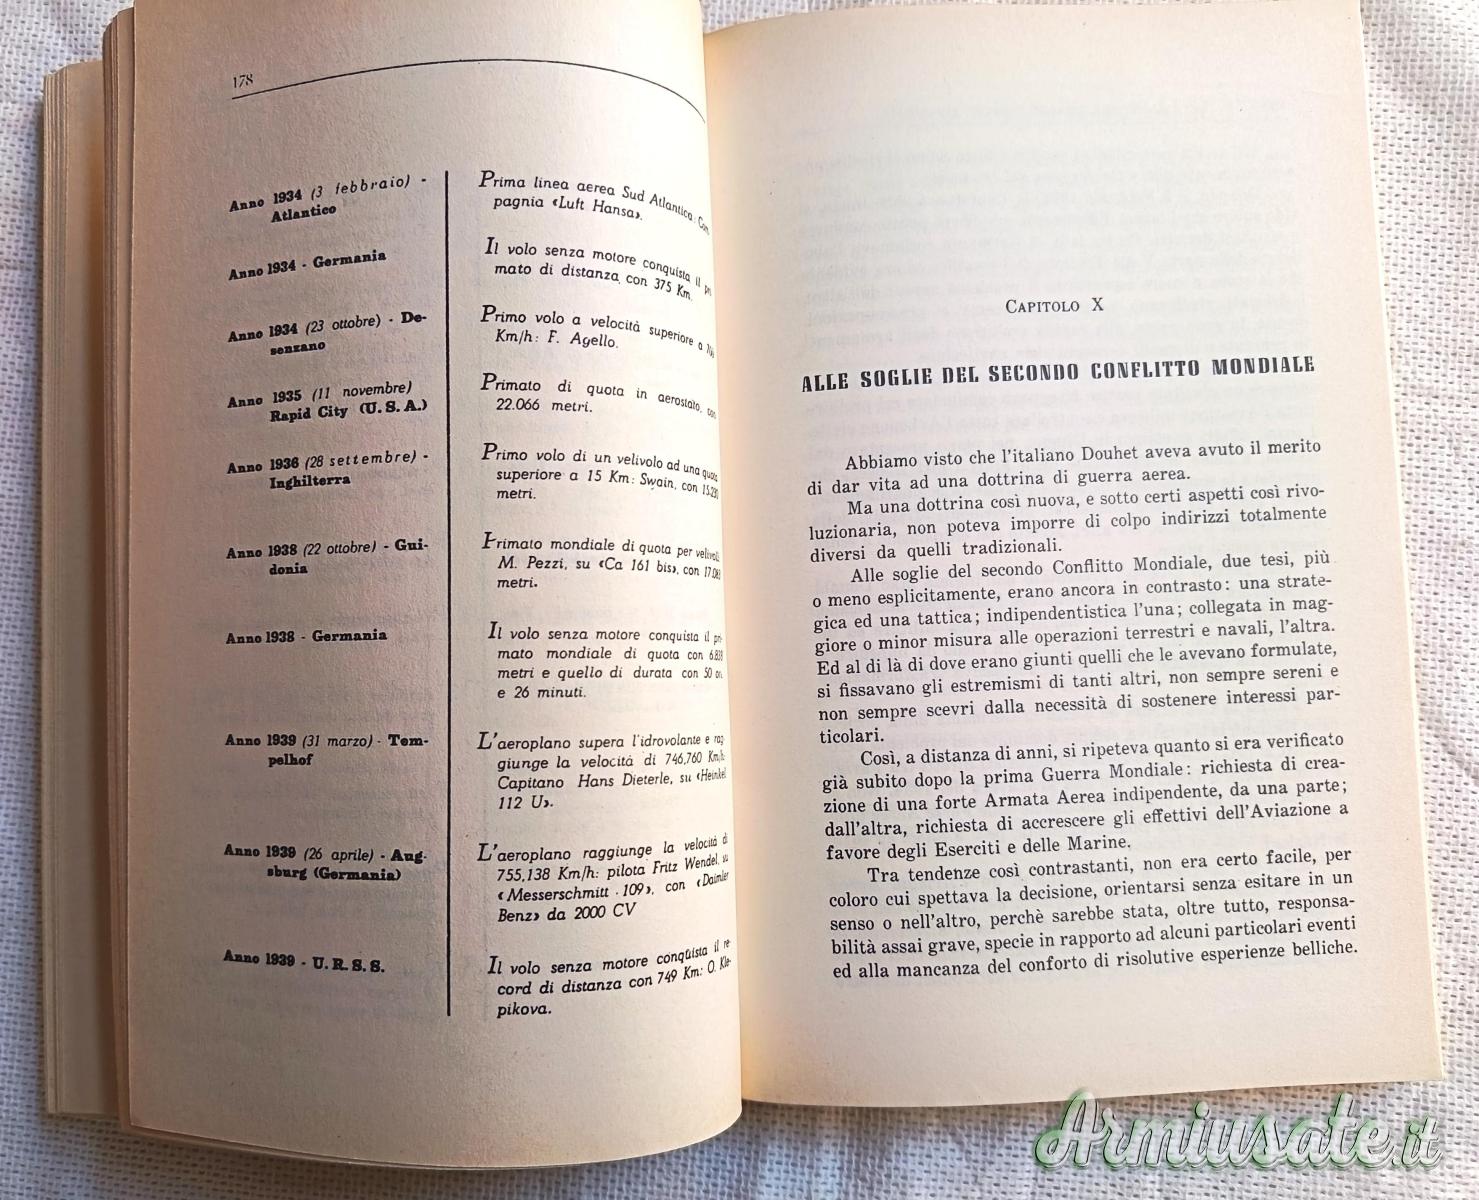 178
Anno 1934 (3 febbraio) -
Atlantico
Prima linea aerea Sud Atlantica: Com-
pagnia «Luft Hansa».
Anno 1934 - Germania
Il volo senza motore conquista il pri-
mato di distanza con 375 Km.
Anno 1934 (23 ottobre) - De-
senzano
Primo volo a velocità superiore a
Km/h: F. Agello.
Anno 1935 (11 novembre)
Rapid City (U.S.A.)
Primato di quota in aerostato, con
22.066 metri.
Anno 1936 (28 settembre) -
Inghilterra
Primo volo di un velivolo ad una quota
superiore a 15 Km: Swain, con 15.230
metri.
Anno 1938 (22 ottobre) - Gui-
donia
Primato mondiale di quota per velivoli:
M. Pezzi, su «Ca 161 bis», con 17.083
metri.
Anno 1938 - Germania
Il volo senza motore conquista il pri-
mato mondiale di quota con 6.838
metri e quello di durata con 50 ore
e 26 minuti.
Anno 1939 (31 marzo) - Tem-
pelhof
L'aeroplano supera l'idrovolante e rag-
giunge la velocità di 746,760 Km/h:
Capitano Hans Dieterle, su «Heinkel
112 U».
Anno 1939 (26 aprile) - Aug-
sburg (Germania)
L'aeroplano raggiunge la velocità di
755,138 Km/h: pilota Fritz Wendel, su
«Messerschmitt - 109», con «Daimler
Benz» da 2000 CV
Anno 1939 - U.R.S.S.
Il volo senza motore conquista il re-
cord di distanza con 749 Km: O. Kle-
pikova.
CAPITOLO X
ALLE SOGLIE DEL SECONDO CONFLITTO MONDIALE
Abbiamo visto che l'italiano Douhet aveva avuto il merito
di dar vita ad una dottrina di guerra aerea.
Ma una dottrina così nuova, e sotto certi aspetti così rivo-
luzionaria, non poteva imporre di colpo indirizzi totalmente
diversi da quelli tradizionali.
Alle soglie del secondo Conflitto Mondiale, due tesi, più
o meno esplicitamente, erano ancora in contrasto: una strate-
gica ed una tattica; indipendentistica l'una; collegata in mag-
giore o minor misura alle operazioni terrestri e navali, l'altra.
Ed al di là di dove erano giunti quelli che le avevano formulate,
si fissavano gli estremismi di tanti altri, non sempre sereni e
non sempre scevri dalla necessità di sostenere interessi par-
ticolari.
Così, a distanza di anni, si ripeteva quanto si era verificato
già subito dopo la prima Guerra Mondiale: richiesta di crea-
zione di una forte Armata Aerea indipendente, da una parte;
dall'altra, richiesta di accrescere gli effettivi dell'Aviazione a
favore degli Eserciti e delle Marine.
Tra tendenze così contrastanti, non era certo facile, per
coloro cui spettava la decisione, orientarsi senza esitare in un
senso o nell'altro, perchè sarebbe stata, oltre tutto, responsa-
bilità assai grave, specie in rapporto ad alcuni particolari eventi
ed alla mancanza del conforto di risolutive esperienze belliche.
Armiusate.it